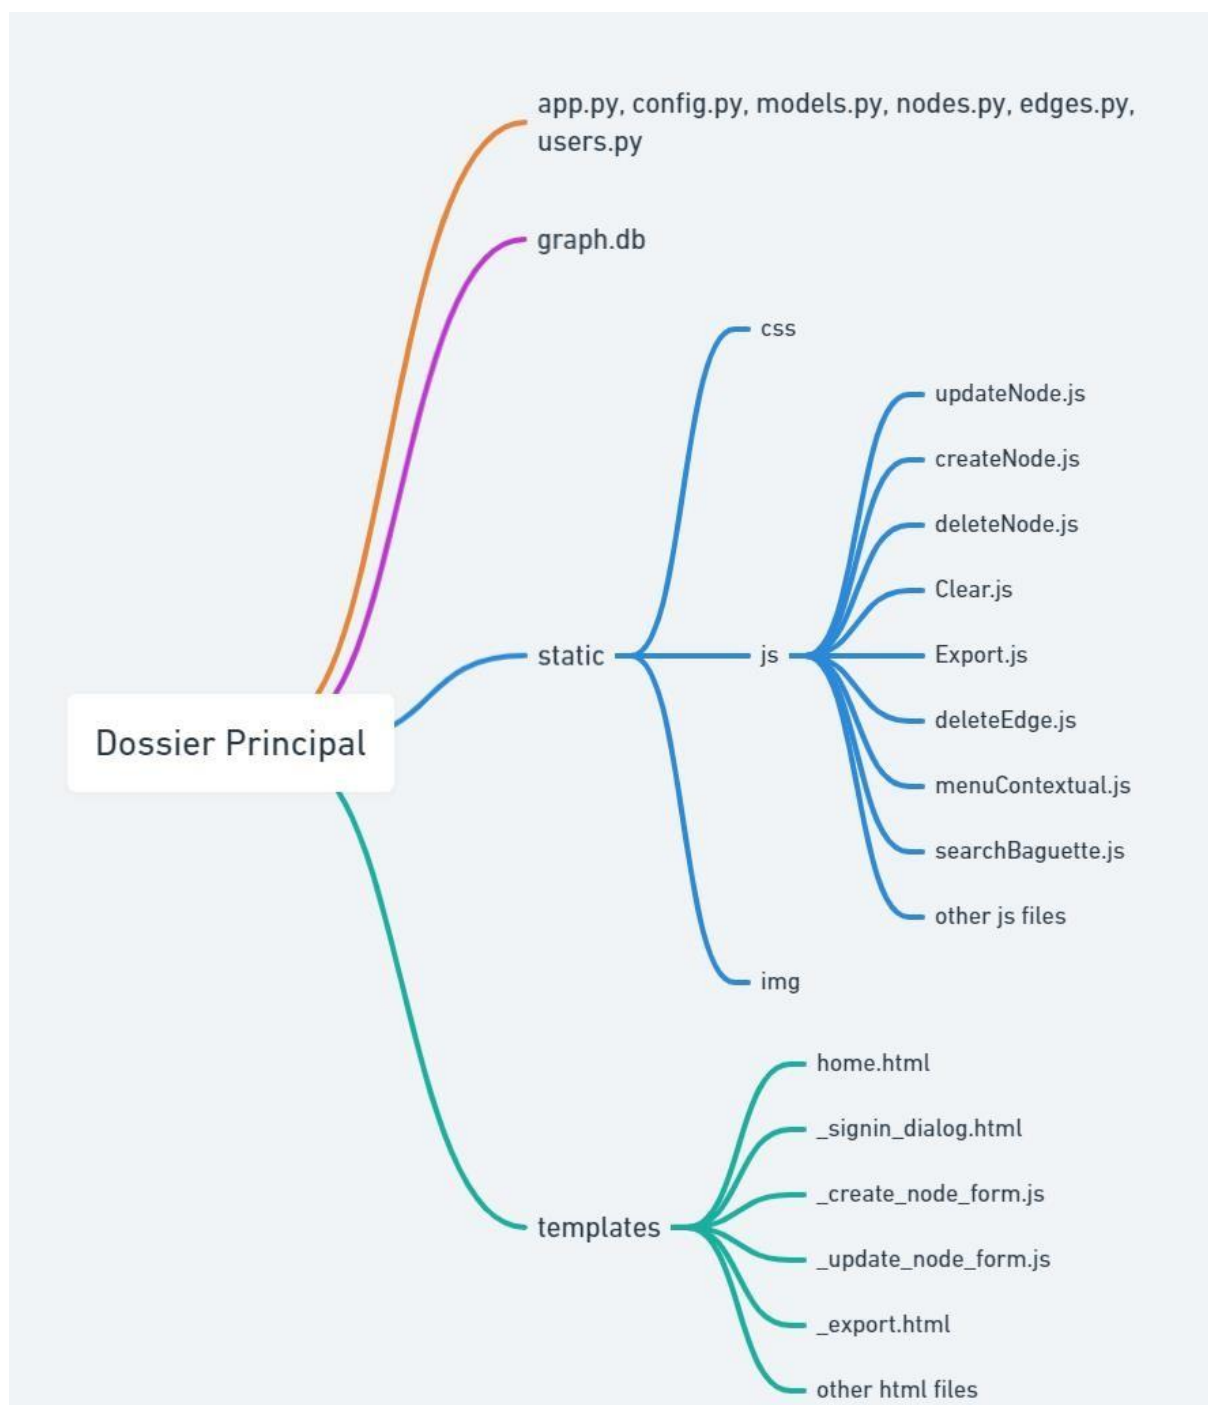 app.py, config.py, models.py, nodes.py, edges.py,
users.py
graph.db
css
updateNode.js
createNode.js
deleteNode.js
Clear.js
static
js
Export.js
deleteEdge.js
Dossier Principal
menuContextual.js
searchBaguette.js
other js files
img
home.html
_signin_dialog.html
_create_node_form.js
templates
_update_node_form.js
_export.html
other html files